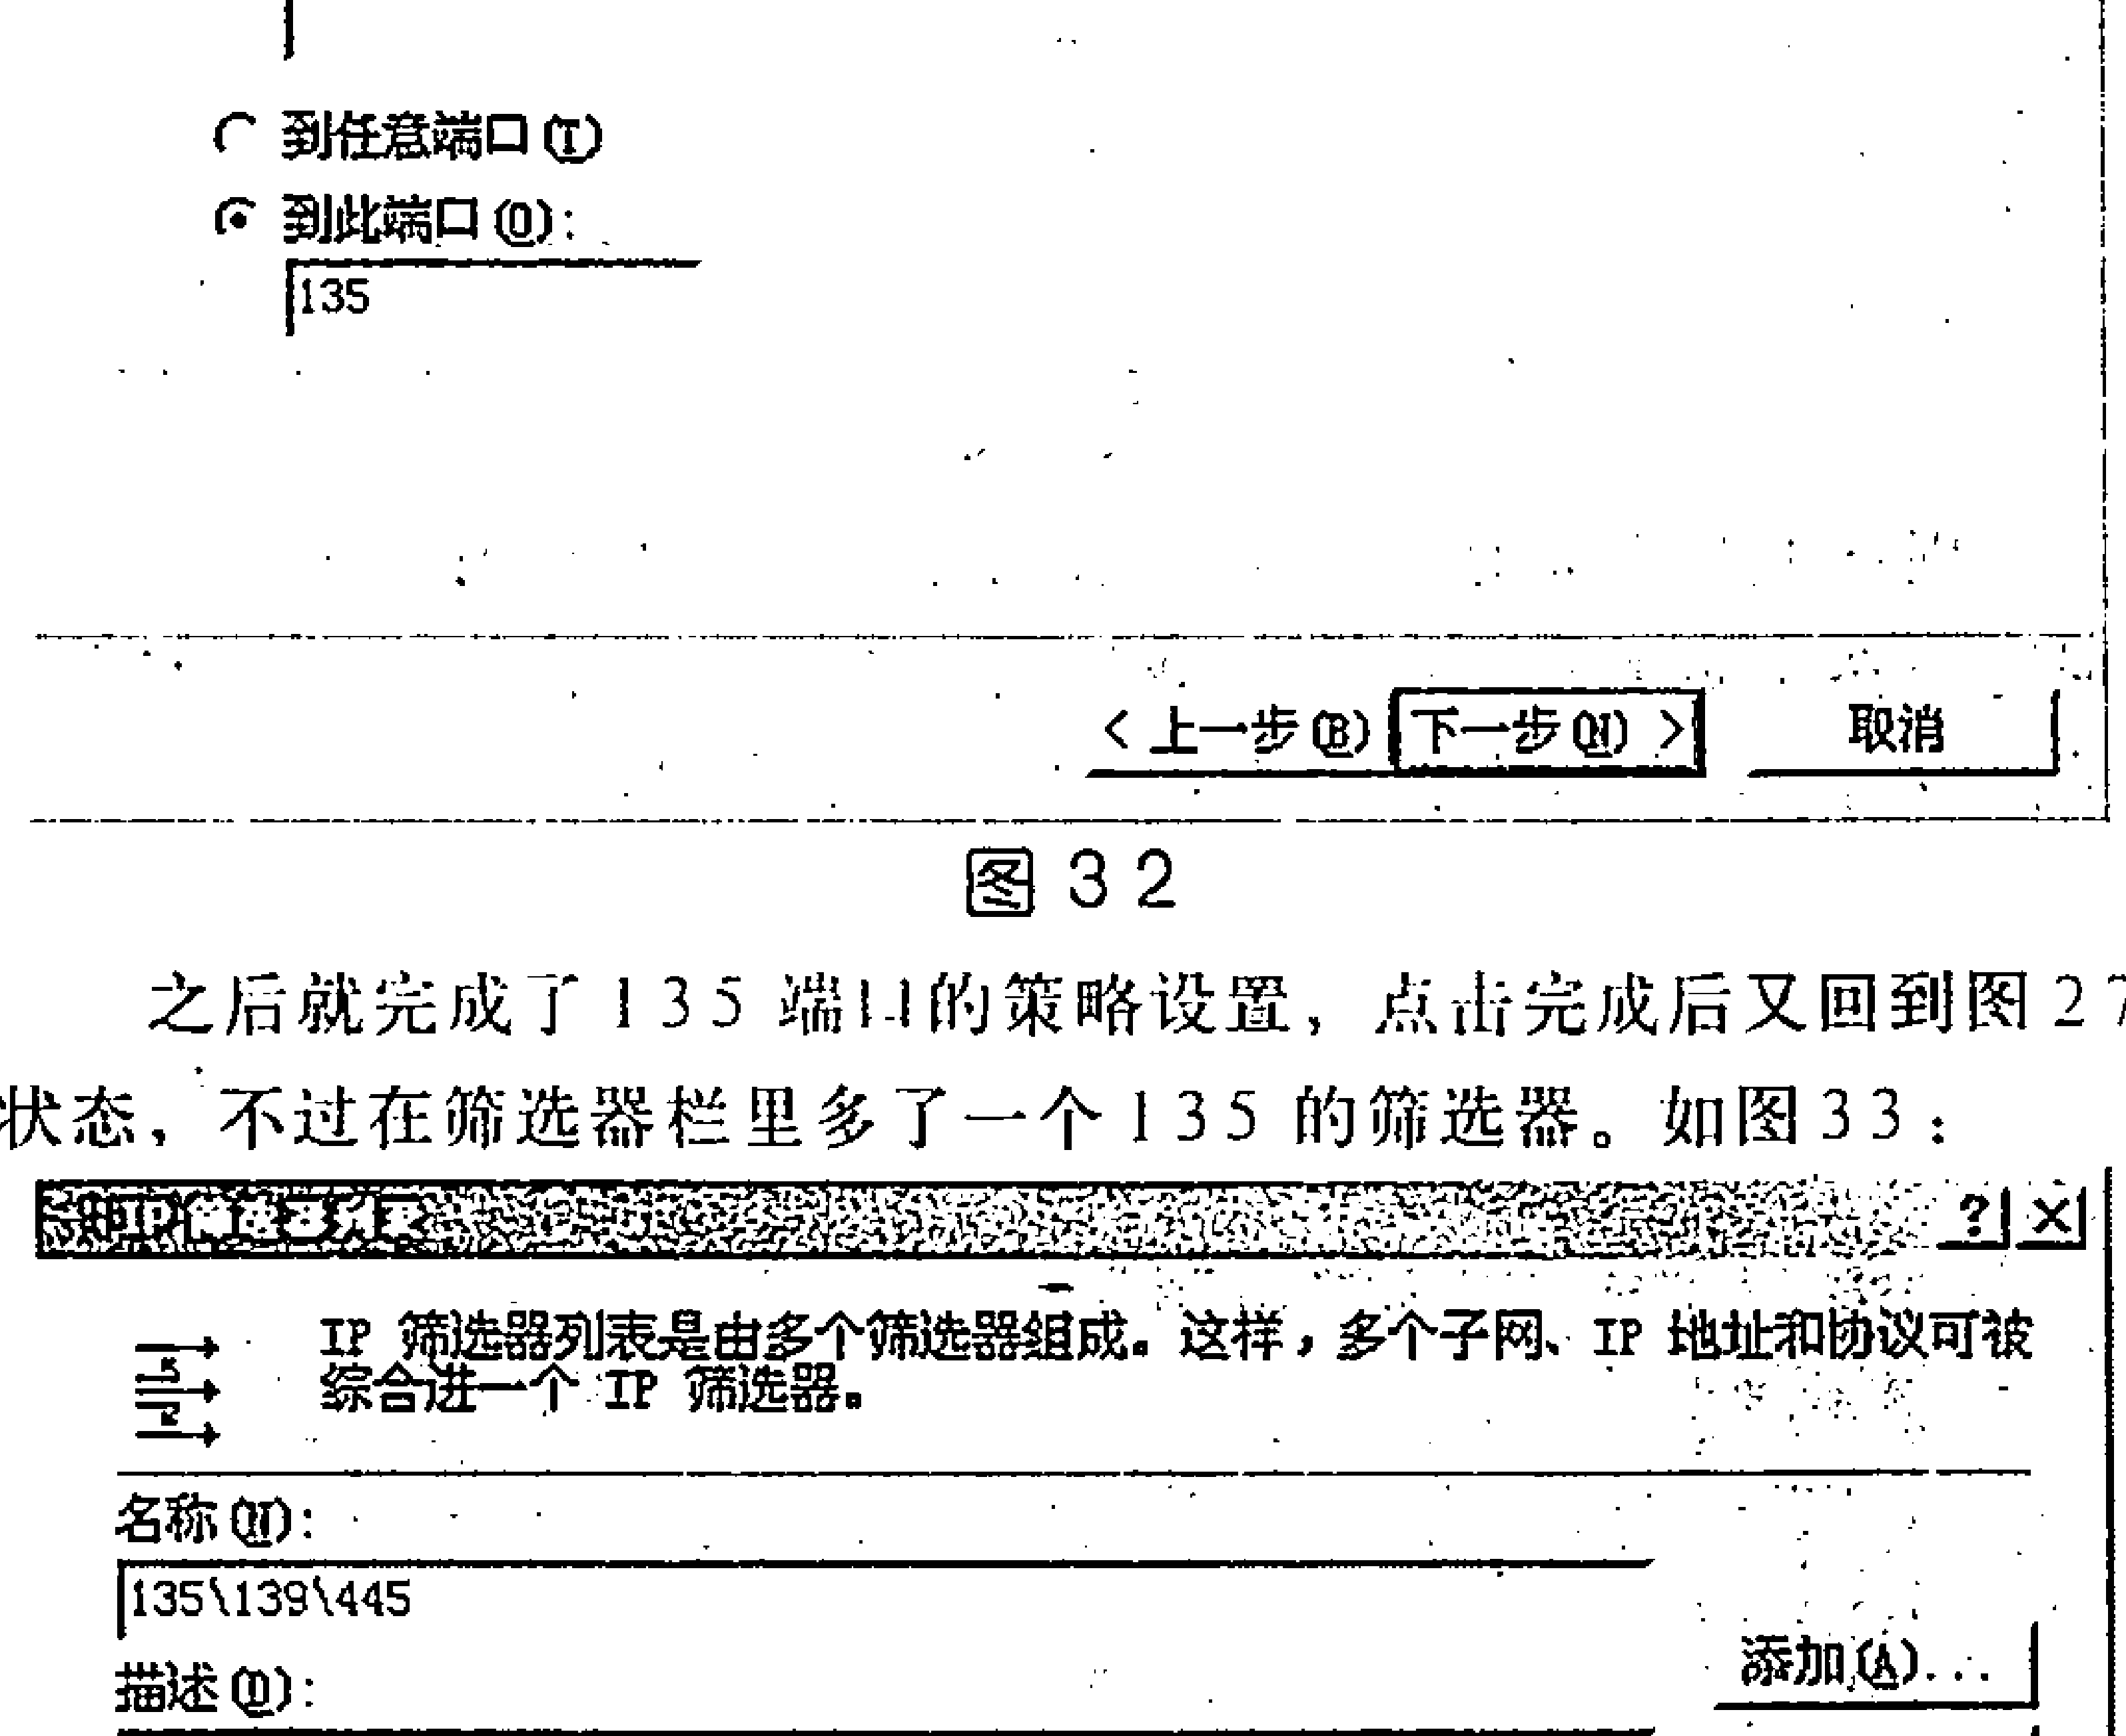 到任意端口(T)
到此端口(O):
135
< 上一步(B) 下一步(N) > 取消
图 32
之后就完成了135端口的策略设置，点击完成后又回到图27
状态，不过在筛选器栏里多了一个135的筛选器。如图33：
? ×
IP 筛选器列表是由多个筛选器组成。这样，多个子网、IP 地址和协议可被
综合进一个 IP 筛选器。
名称(N):
135\139\445
添加(A)...
描述(D):